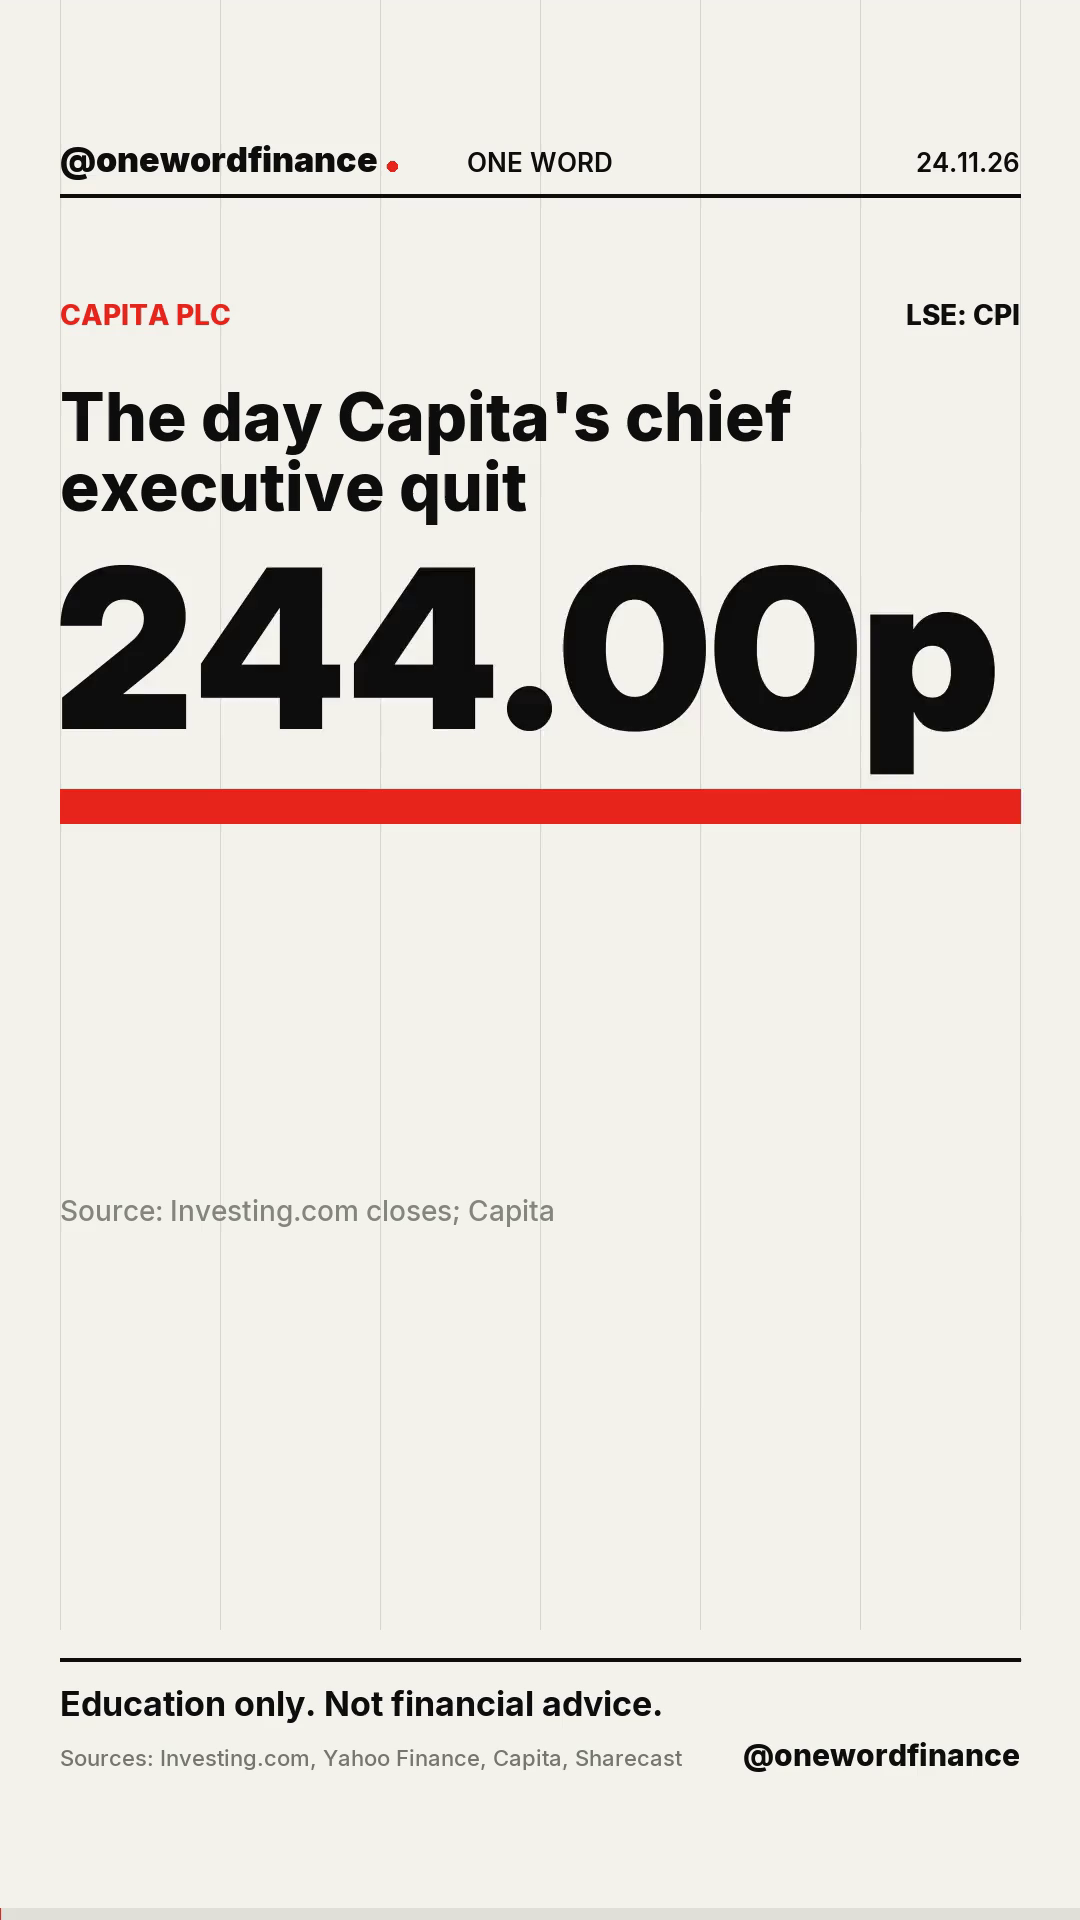 @onewordfinance
ONE WORD
24.11.26
CAPITA PLC
LSE: CPI
The day Capita's chief
executive quit
244.00p
Source: Investing.com closes; Capita
Education only. Not financial advice.
Sources: Investing.com, Yahoo Finance, Capita, Sharecast
@onewordfinance